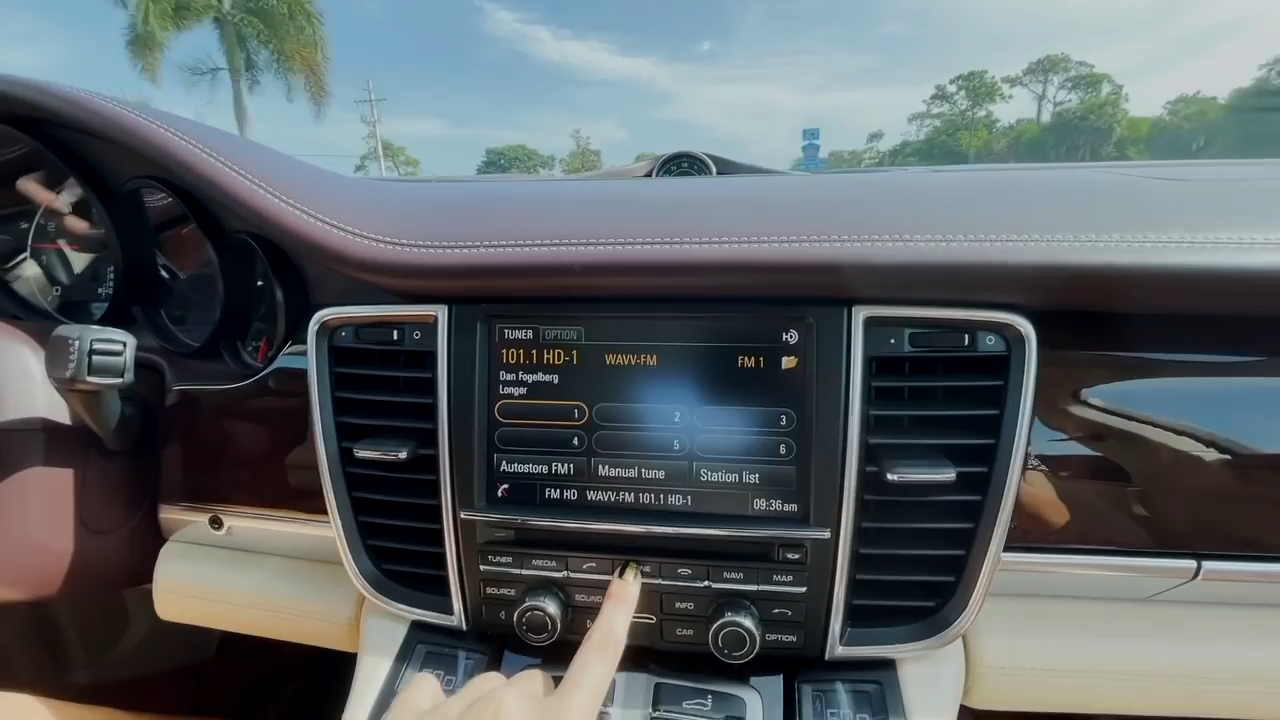 TUNER OPTION
HD
101.1 HD-1 WAVV-FM FM 1
Dan Fogelberg
Longer
1 2 3
4 5 6
Autostore FM1 Manual tune Station list
FM HD WAVV-FM 101.1 HD-1 09:36am
TUNER MEDIA NAVI MAP
SOURCE SOUND INFO
CAR OPTION